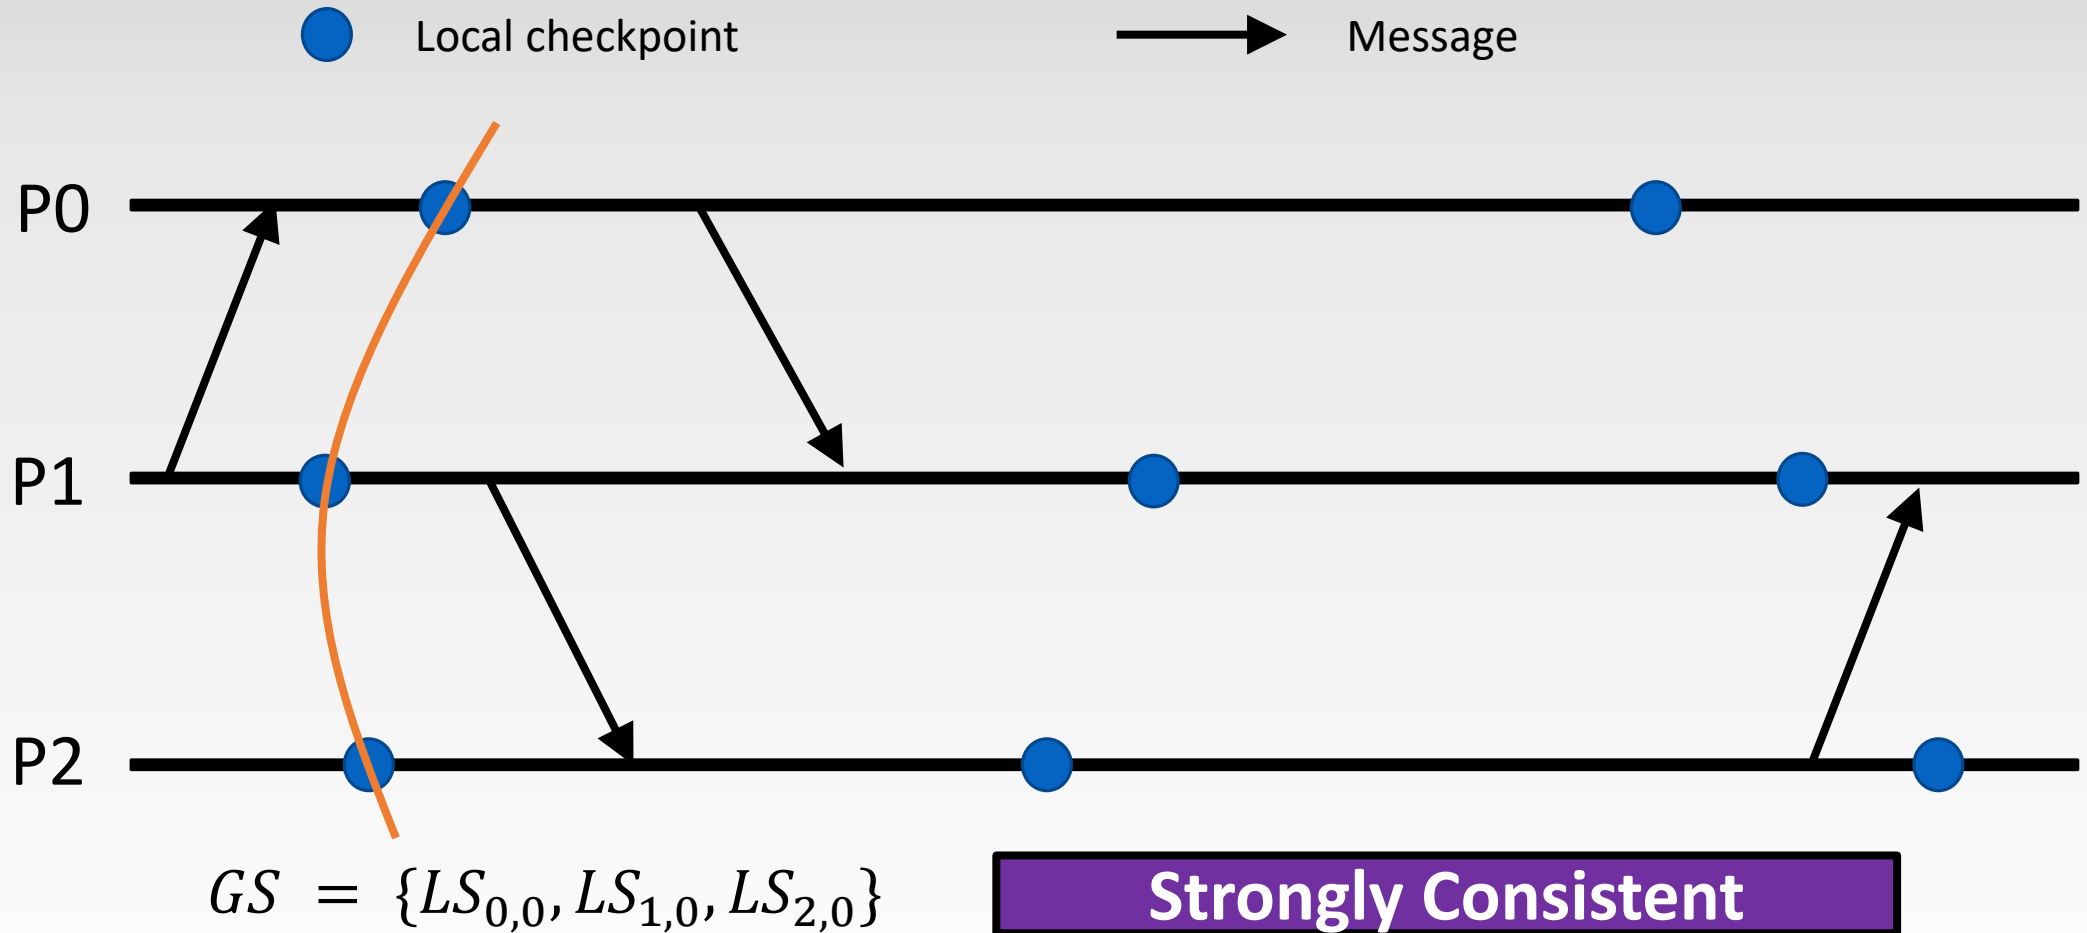 Local checkpoint Message
P0
P1
P2
GS = {LS0,0, LS1,0, LS2,0}
Strongly Consistent